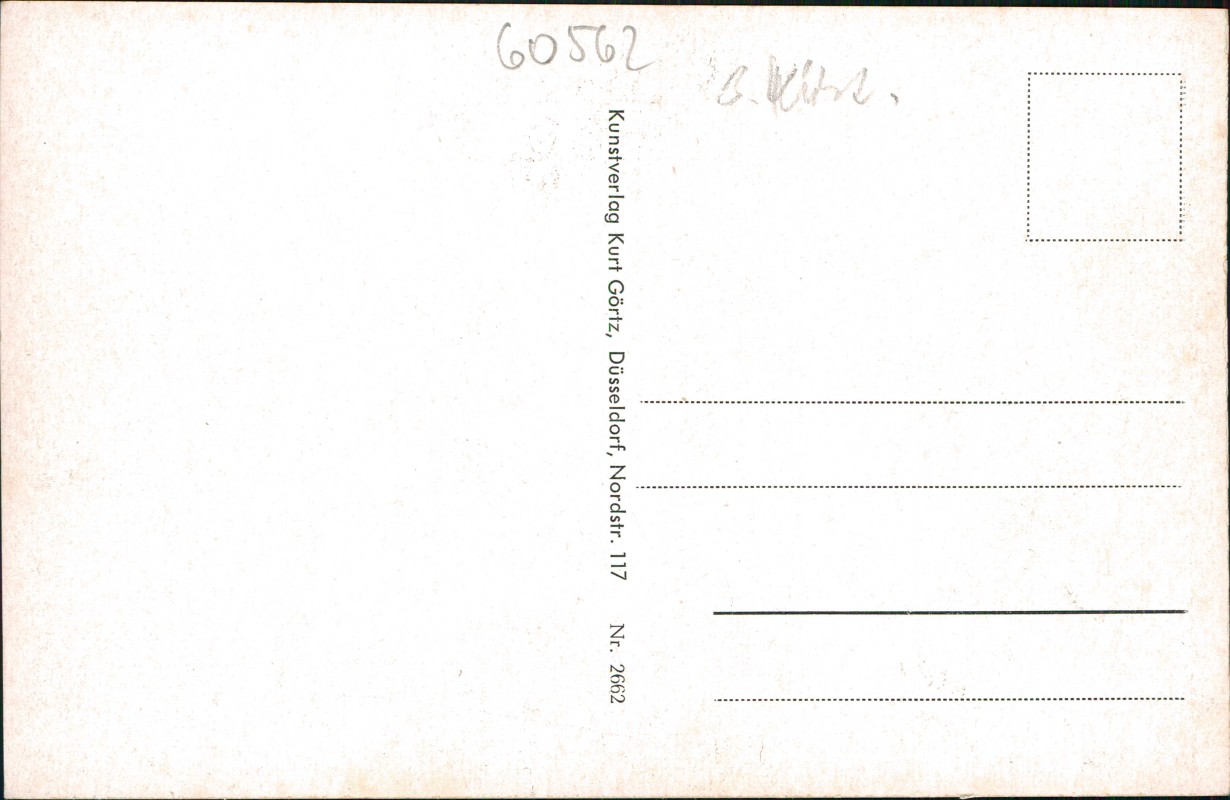 60562
Kunstverlag Kurt Görtz, Düsseldorf, Nordstr. 117 Nr. 2662